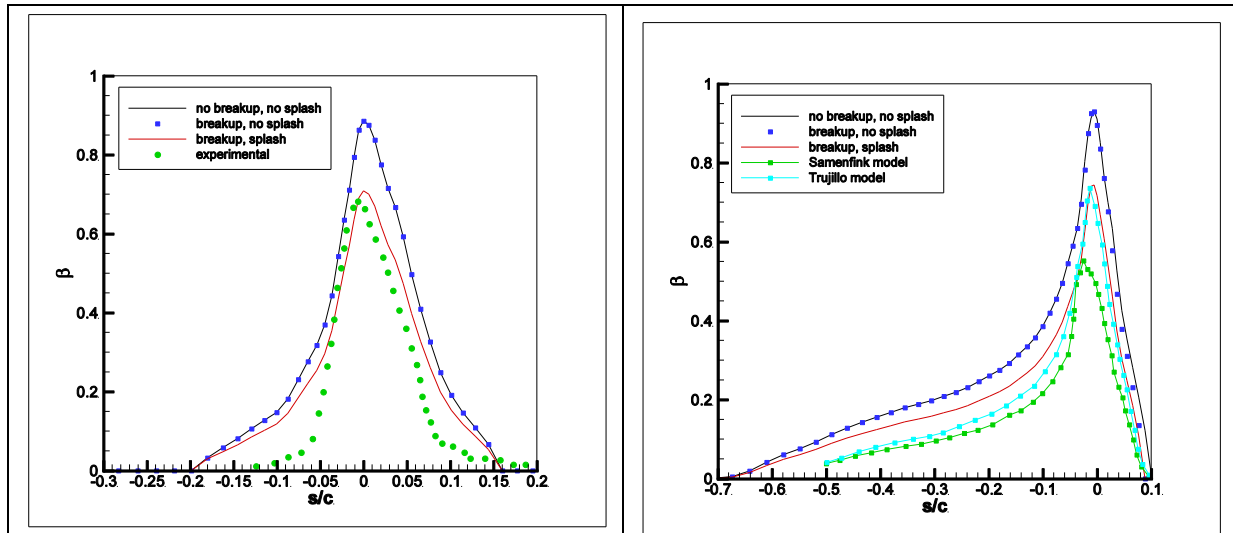 1
0.8
0.6
0.4
0.2
0
β
no breakup, no splash
breakup, no splash
breakup, splash
experimental
-0.3 -0.25 -0.2 -0.15 -0.1 -0.05 0 0.05 0.1 0.15 0.2
s/c
1
0.8
0.6
0.4
0.2
0
β
no breakup, no splash
breakup, no splash
breakup, splash
Samenfink model
Trujillo model
-0.7 -0.6 -0.5 -0.4 -0.3 -0.2 -0.1 0 0.1
s/c